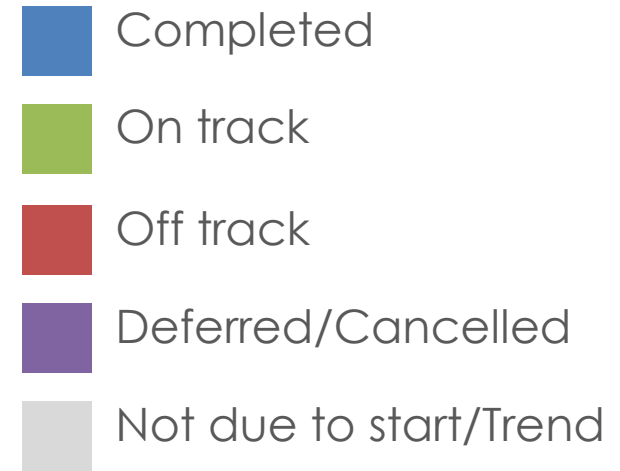 Completed
On track
Off track
Deferred/Cancelled
Not due to start/Trend